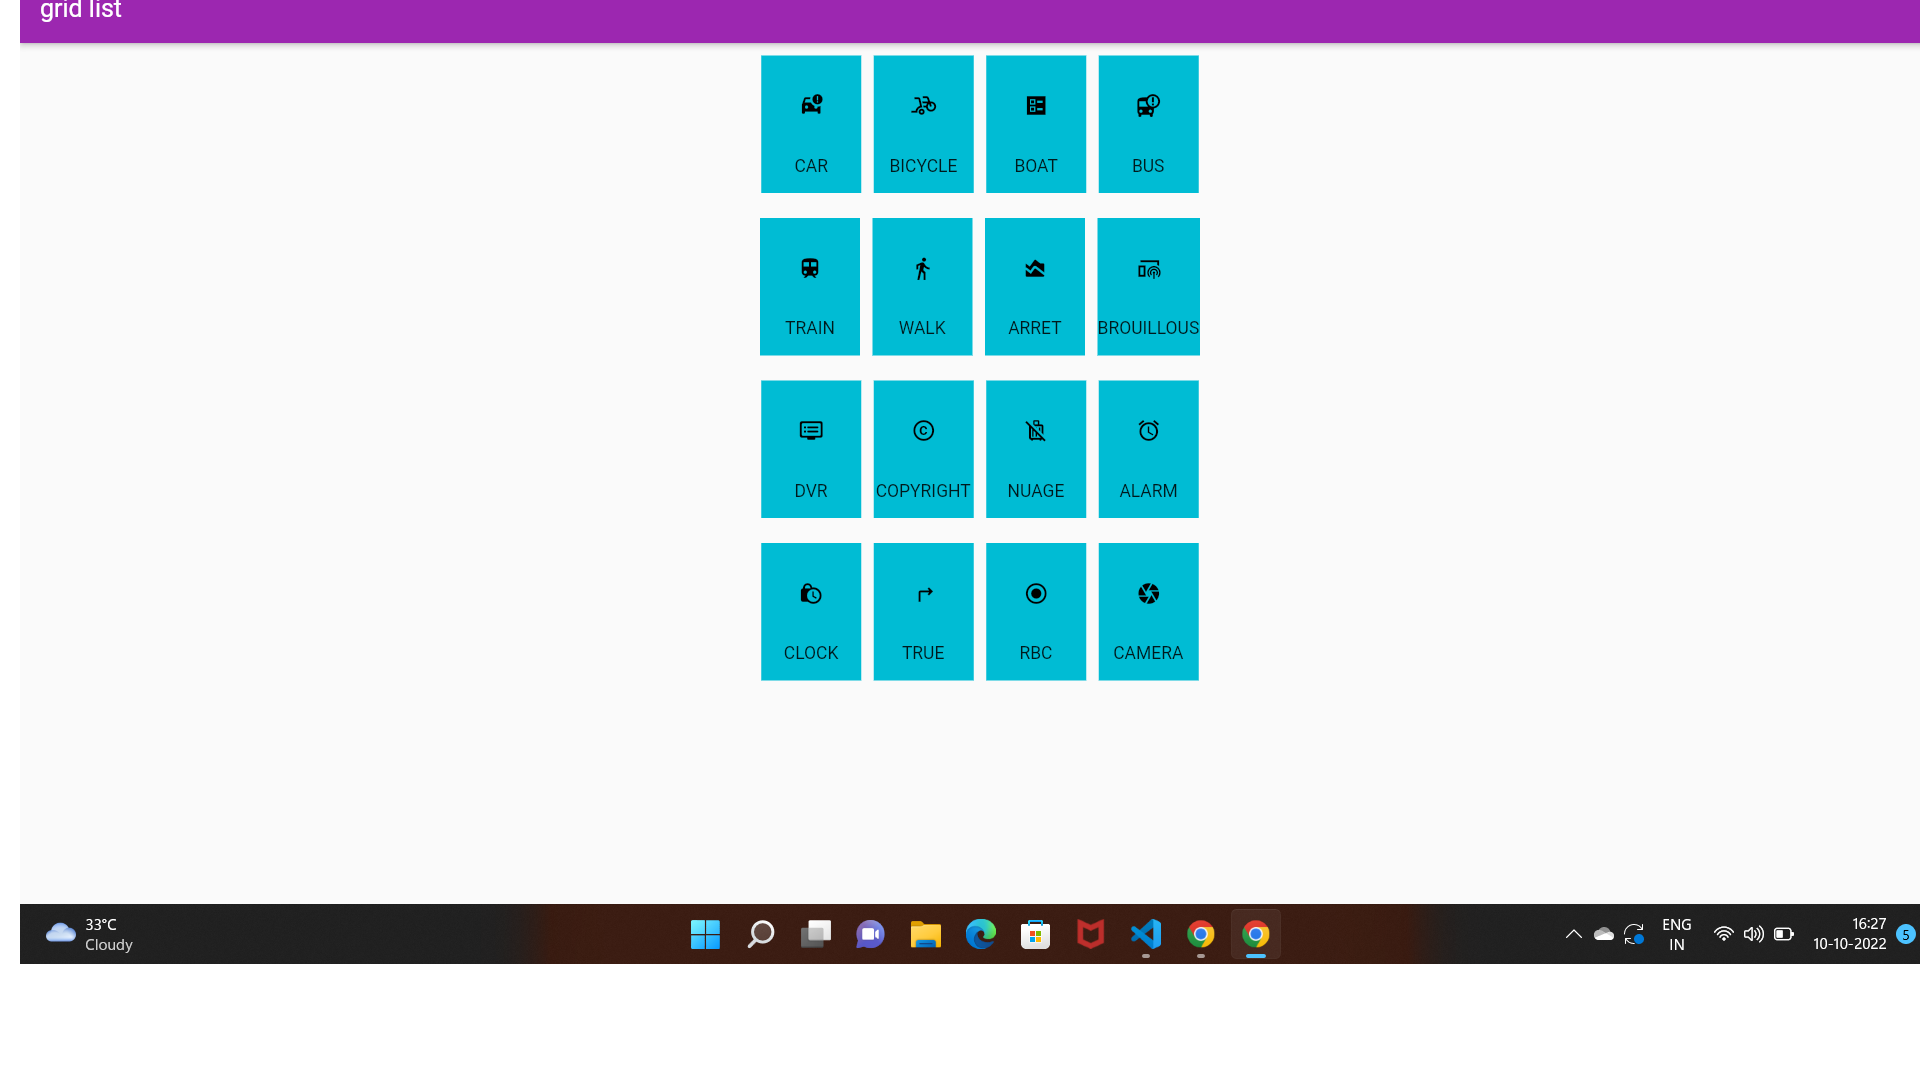 grid list
CAR BICYCLE BOAT BUS
TRAIN WALK ARRET BROUILLOUS
DVR COPYRIGHT NUAGE ALARM
CLOCK TRUE RBC CAMERA
33°C
Cloudy
ENG
IN
16:27
10-10-2022
5